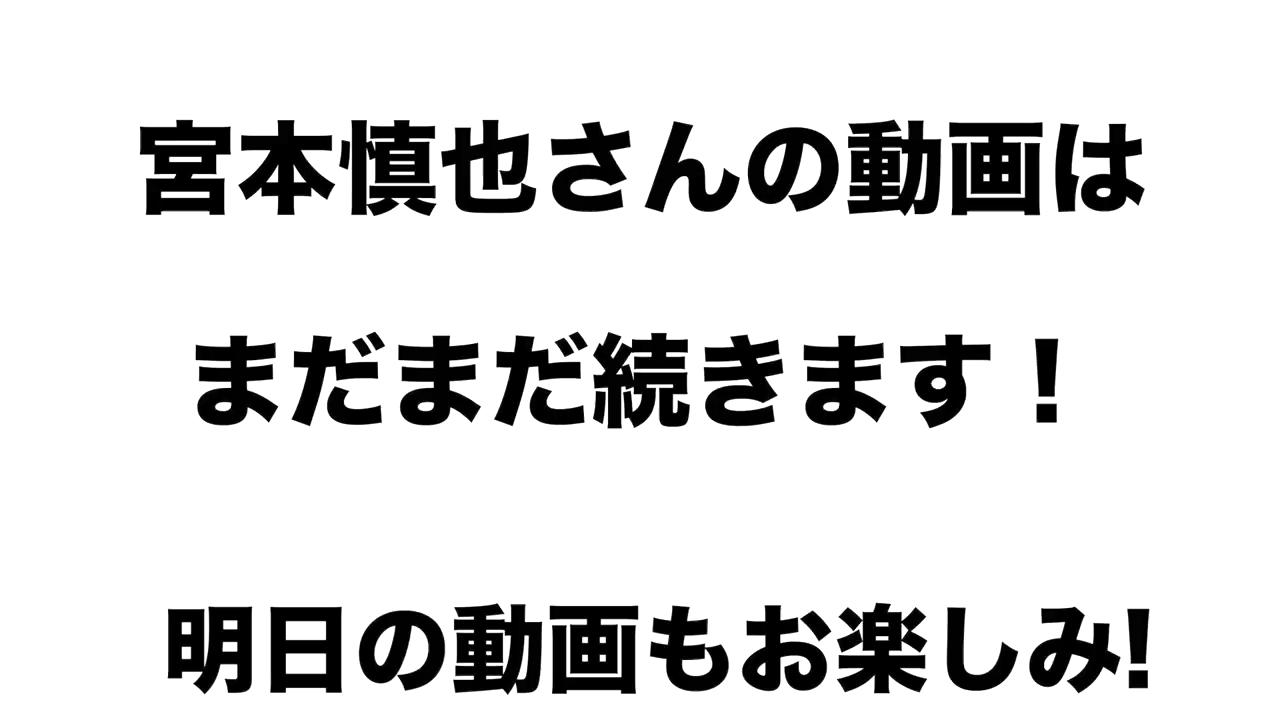 宮本慎也さんの動画は
まだまだ続きます！
明日の動画もお楽しみ!